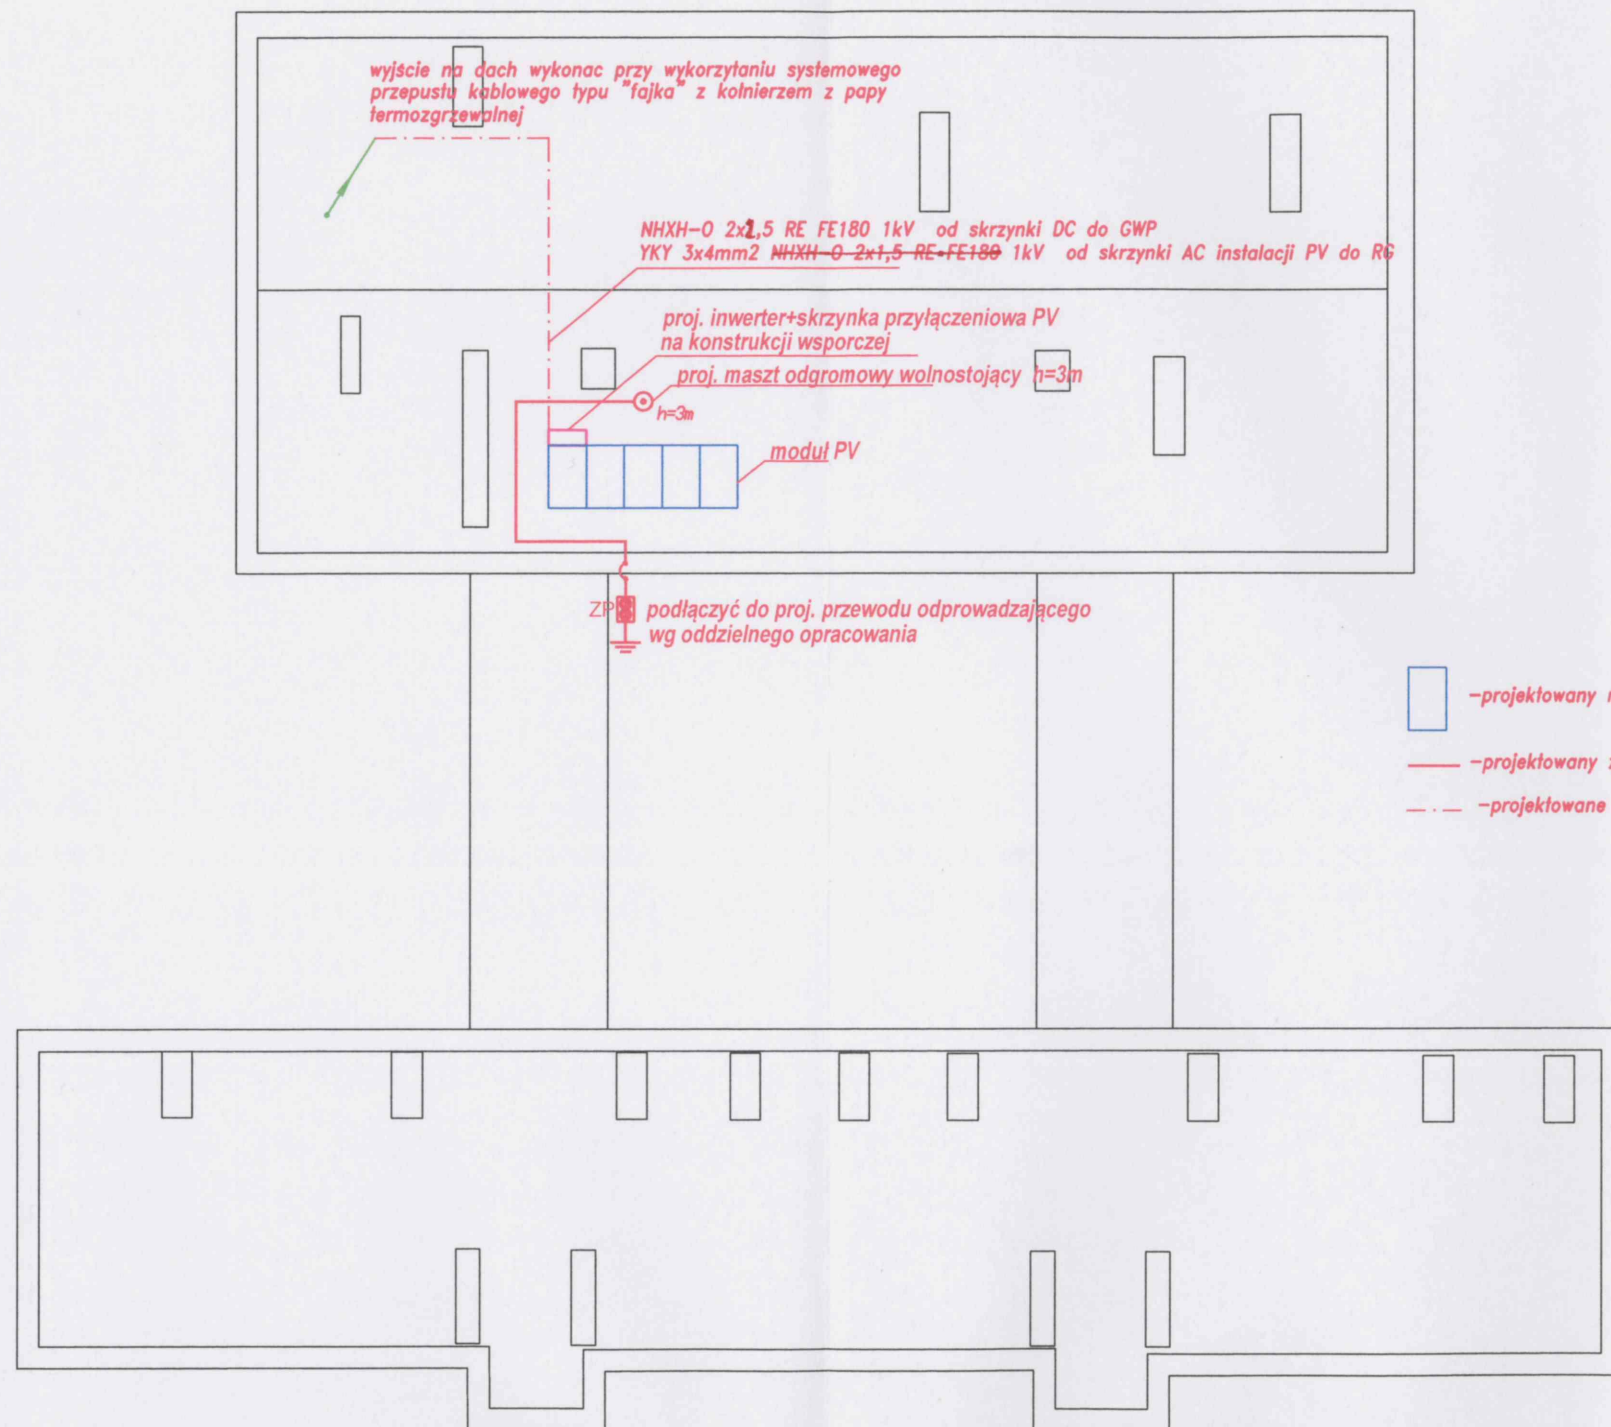 wyjście na dach wykonac przy wykorzytaniu systemowego
przepustu kablowego typu "fajka" z kołnierzem z papy
termozgrzewalnej
NHXH-O 2x1,5 RE FE180 1kV od skrzynki DC do GWP
YKY 3x4mm2 NHXH-O 2x1,5 RE-FE180 1kV od skrzynki AC instalacji PV do RG
proj. inwerter+skrzynka przyłączeniowa PV
na konstrukcji wsporczej
proj. maszt odgromowy wolnostojący h=3m
h=3m
moduł PV
ZP
podłączyć do proj. przewodu odprowadzającego
wg oddzielnego opracowania
-projektowany
-projektowany
-projektowane